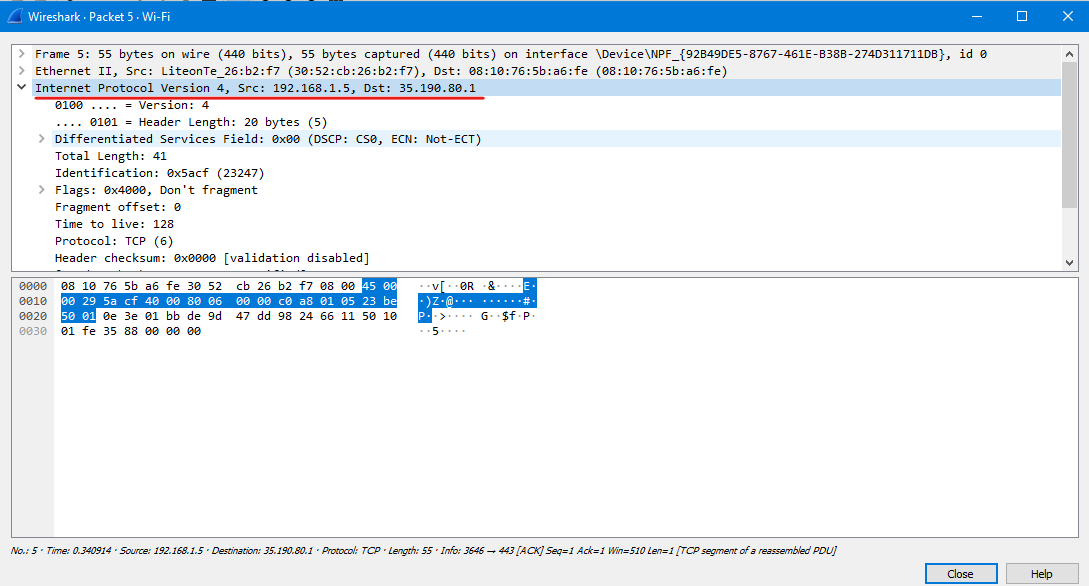 Wireshark · Packet 5 · Wi-Fi
Frame 5: 55 bytes on wire (440 bits), 55 bytes captured (440 bits) on interface \Device\NPF_{92B49DE5-8767-461E-B38B-274D311711DB}, id 0
Ethernet II, Src: LiteonTe_26:b2:f7 (30:52:cb:26:b2:f7), Dst: 08:10:76:5b:a6:fe (08:10:76:5b:a6:fe)
Internet Protocol Version 4, Src: 192.168.1.5, Dst: 35.190.80.1
0100 .... = Version: 4
.... 0101 = Header Length: 20 bytes (5)
Differentiated Services Field: 0x00 (DSCP: CS0, ECN: Not-ECT)
Total Length: 41
Identification: 0x5acf (23247)
Flags: 0x4000, Don't fragment
Fragment offset: 0
Time to live: 128
Protocol: TCP (6)
Header checksum: 0x0000 [validation disabled]
0000 08 10 76 5b a6 fe 30 52 cb 26 b2 f7 08 00 45 00 ··v[··0R ·&····E·
0010 00 29 5a cf 40 00 80 06 00 00 c0 a8 01 05 23 be ·)Z·@··· ······#·
0020 50 01 0e 3e 01 bb de 9d 47 dd 98 24 66 11 50 10 P··>···· G··$f·P·
0030 01 fe 35 88 00 00 00 ··5····
No.: 5 · Time: 0.340914 · Source: 192.168.1.5 · Destination: 35.190.80.1 · Protocol: TCP · Length: 55 · Info: 3646 → 443 [ACK] Seq=1 Ack=1 Win=510 Len=1 [TCP segment of a reassembled PDU]
Close Help